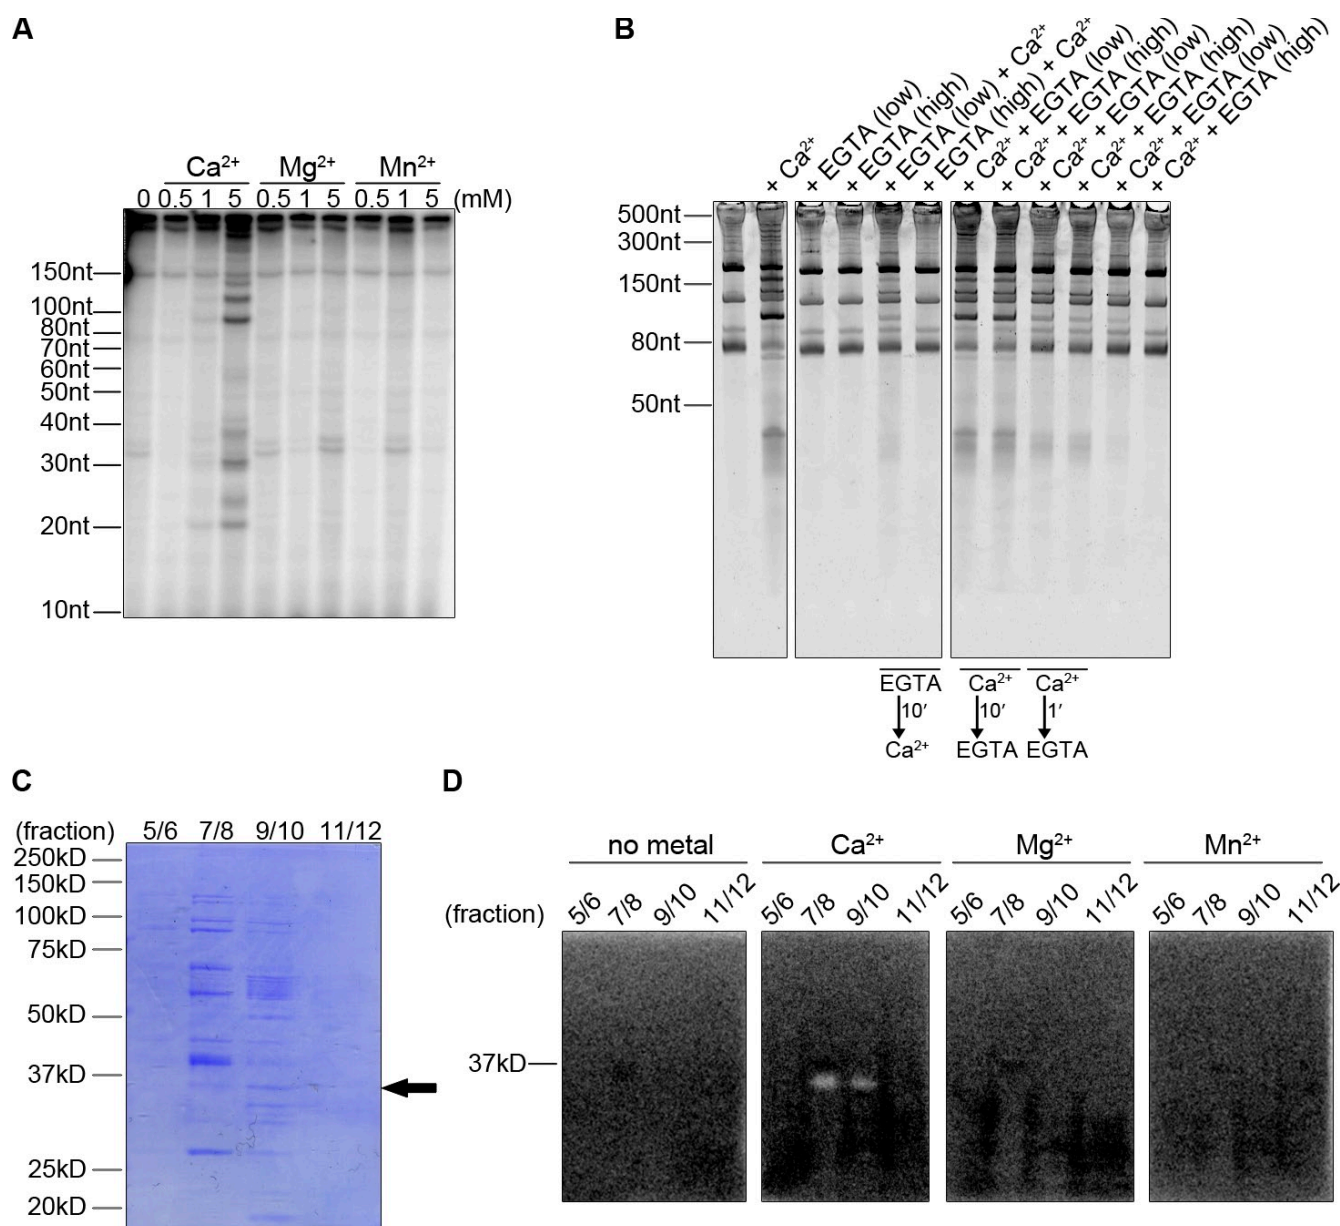 A
Ca²⁺ Mg²⁺ Mn²⁺
0 0.5 1 5 0.5 1 5 0.5 1 5 (mM)
150nt
100nt
80nt
70nt
60nt
50nt
40nt
30nt
20nt
10nt
B
+ Ca²⁺
+ EGTA (low)
+ EGTA (high)
+ EGTA (low) + Ca²⁺
+ EGTA (high) + Ca²⁺
+ Ca²⁺ + EGTA (low)
+ Ca²⁺ + EGTA (high)
+ Ca²⁺ + EGTA (low)
+ Ca²⁺ + EGTA (high)
+ Ca²⁺ + EGTA (low)
+ Ca²⁺ + EGTA (high)
500nt
300nt
150nt
80nt
50nt
EGTA Ca²⁺ Ca²⁺
10′ 10′ 1′
Ca²⁺ EGTA EGTA
C
(fraction) 5/6 7/8 9/10 11/12
250kD
150kD
100kD
75kD
50kD
37kD
25kD
20kD
D
no metal Ca²⁺ Mg²⁺ Mn²⁺
(fraction) 5/6 7/8 9/10 11/12 5/6 7/8 9/10 11/12 5/6 7/8 9/10 11/12 5/6 7/8 9/10 11/12
37kD